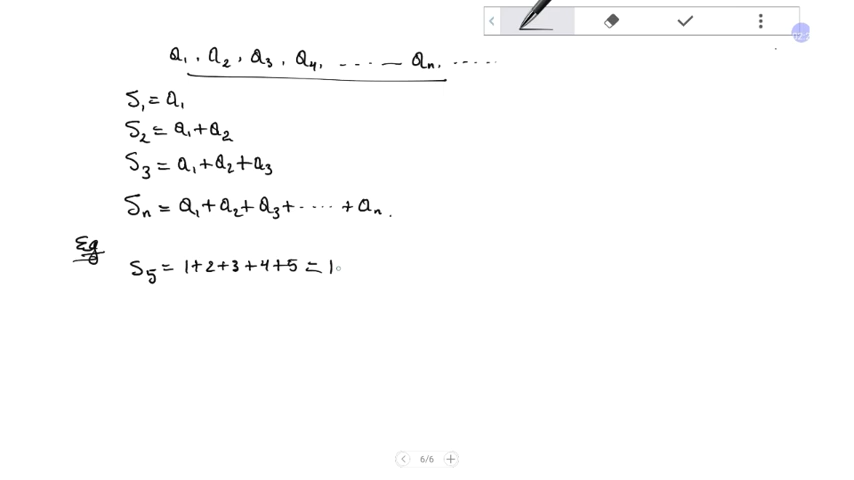 a₁, a₂, a₃, a₄, ----- aₙ, .....
S₁ = a₁
S₂ = a₁+a₂
S₃ = a₁+a₂+a₃
Sₙ = a₁+a₂+a₃+.....+aₙ.
Eg
S₅ = 1+2+3+4+5 = 1
6/6